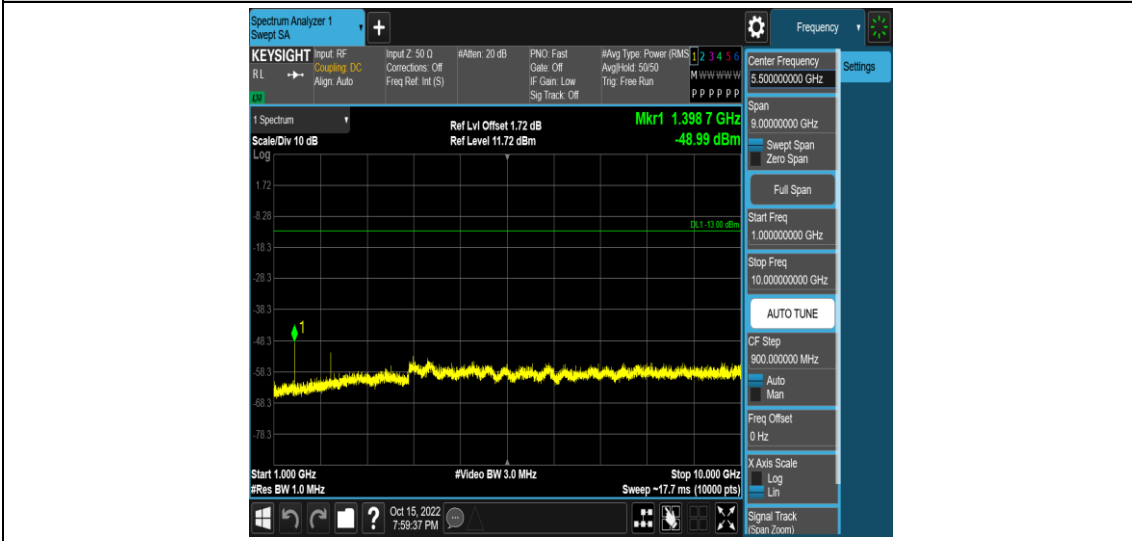 Spectrum Analyzer 1
Swept SA
+
Frequency
KEYSIGHT
RL
Input: RF
Coupling: DC
Align: Auto
Input Z: 50 Ω
Corrections: Off
Freq Ref: Int (S)
#Atten: 20 dB
PNO: Fast
Gate: Off
IF Gain: Low
Sig Track: Off
#Avg Type: Power (RMS
Avg|Hold: 50/50
Trig: Free Run
1 2 3 4 5 6
M W W W W W
P P P P P P
1 Spectrum
Scale/Div 10 dB
Log
Ref Lvl Offset 1.72 dB
Ref Level 11.72 dBm
Mkr1 1.398 7 GHz
-48.99 dBm
1.72
-8.28
-18.3
-28.3
-38.3
-48.3
-58.3
-68.3
-78.3
DL1 -13.00 dBm
1
Start 1.000 GHz
#Res BW 1.0 MHz
#Video BW 3.0 MHz
Stop 10.000 GHz
Sweep ~17.7 ms (10000 pts)
Center Frequency
5.500000000 GHz
Settings
Span
9.00000000 GHz
Swept Span
Zero Span
Full Span
Start Freq
1.000000000 GHz
Stop Freq
10.000000000 GHz
AUTO TUNE
CF Step
900.000000 MHz
Auto
Man
Freq Offset
0 Hz
X Axis Scale
Log
Lin
Signal Track
(Span Zoom)
?
Oct 15, 2022
7:59:37 PM